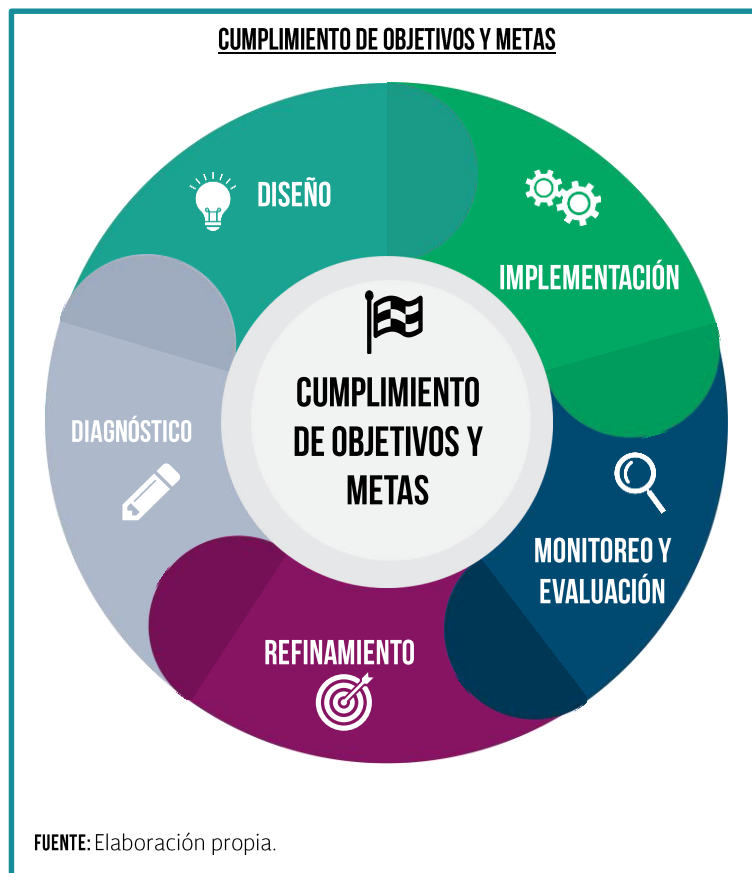 CUMPLIMIENTO DE OBJETIVOS Y METAS
DISEÑO
IMPLEMENTACIÓN
CUMPLIMIENTO
DE OBJETIVOS Y
METAS
DIAGNÓSTICO
MONITOREO Y
EVALUACIÓN
REFINAMIENTO
FUENTE: Elaboración propia.